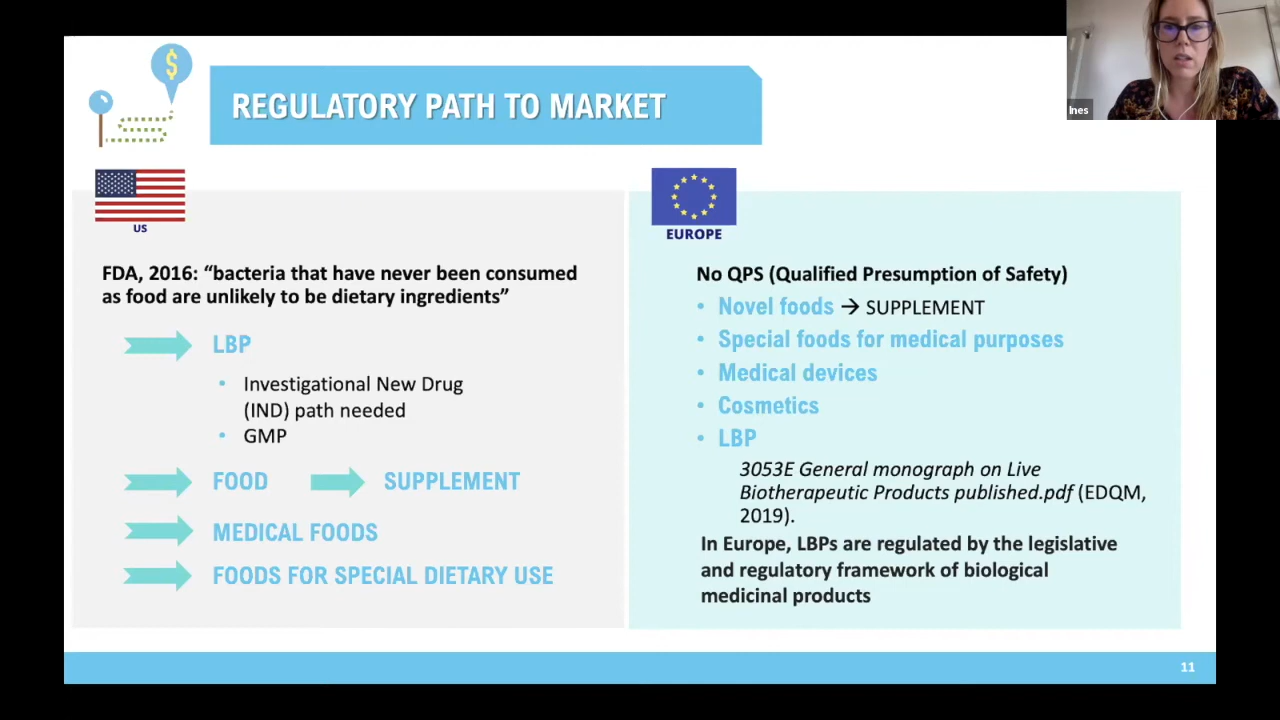 $
REGULATORY PATH TO MARKET
Ines
US
FDA, 2016: “bacteria that have never been consumed
as food are unlikely to be dietary ingredients”
LBP
• Investigational New Drug
(IND) path needed
• GMP
FOOD SUPPLEMENT
MEDICAL FOODS
FOODS FOR SPECIAL DIETARY USE
EUROPE
No QPS (Qualified Presumption of Safety)
• Novel foods → SUPPLEMENT
• Special foods for medical purposes
• Medical devices
• Cosmetics
• LBP
3053E General monograph on Live
Biotherapeutic Products published.pdf (EDQM,
2019).
In Europe, LBPs are regulated by the legislative
and regulatory framework of biological
medicinal products
11